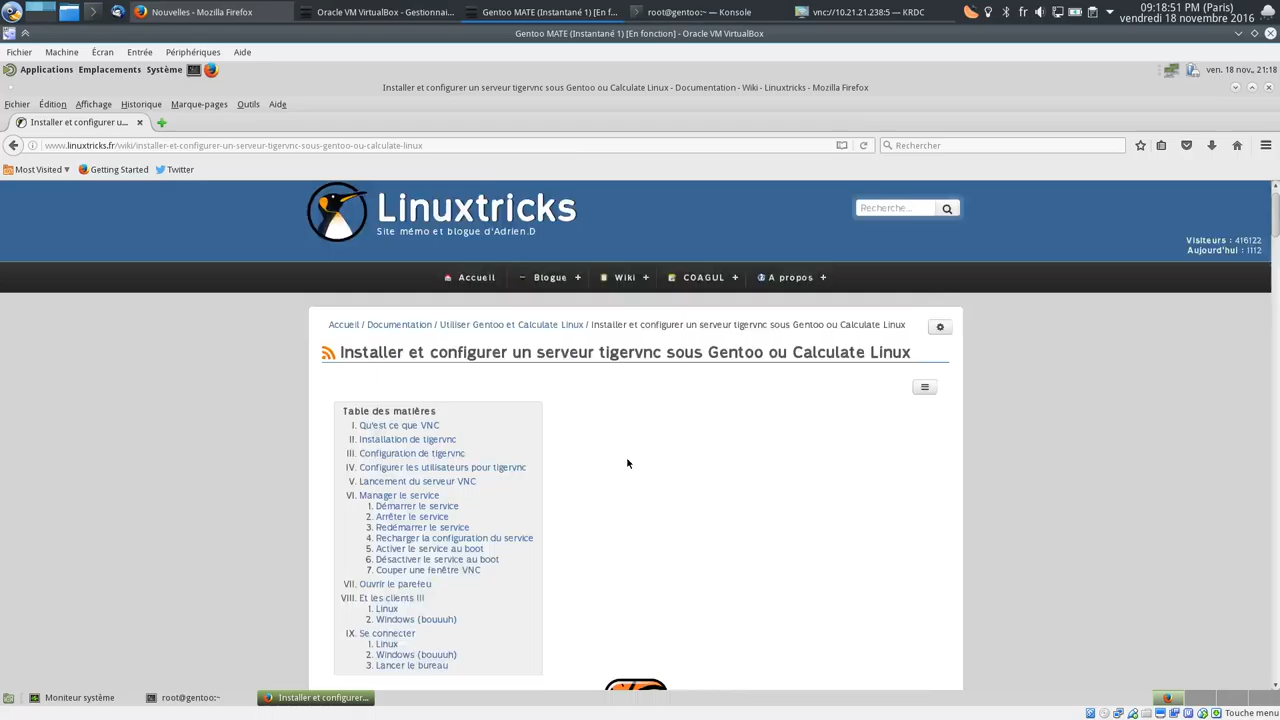 Nouvelles - Mozilla Firefox
Oracle VM VirtualBox - Gestionnai...
Gentoo MATE (Instantané 1) [En f...
root@gentoo:~ — Konsole
vnc://10.21.21.238:5 — KRDC
fr
09:18:51 PM (Paris)
vendredi 18 novembre 2016
Gentoo MATE (Instantané 1) [En fonction] - Oracle VM VirtualBox
Fichier Machine Écran Entrée Périphériques Aide
Applications Emplacements Système
ven. 18 nov., 21:18
Installer et configurer un serveur tigervnc sous Gentoo ou Calculate Linux - Documentation - Wiki - Linuxtricks - Mozilla Firefox
Fichier Édition Affichage Historique Marque-pages Outils Aide
Installer et configurer u...
www.linuxtricks.fr/wiki/installer-et-configurer-un-serveur-tigervnc-sous-gentoo-ou-calculate-linux
Rechercher
Most Visited Getting Started Twitter
Linuxtricks
Site mémo et blogue d'Adrien.D
Recherche...
Visiteurs : 416122
Aujourd'hui : 1112
Accueil Blogue + Wiki + COAGUL + A propos +
Accueil / Documentation / Utiliser Gentoo et Calculate Linux / Installer et configurer un serveur tigervnc sous Gentoo ou Calculate Linux
Installer et configurer un serveur tigervnc sous Gentoo ou Calculate Linux
Table des matières
I. Qu'est ce que VNC
II. Installation de tigervnc
III. Configuration de tigervnc
IV. Configurer les utilisateurs pour tigervnc
V. Lancement du serveur VNC
VI. Manager le service
1. Démarrer le service
2. Arrêter le service
3. Redémarrer le service
4. Recharger la configuration du service
5. Activer le service au boot
6. Désactiver le service au boot
7. Couper une fenêtre VNC
VII. Ouvrir le parefeu
VIII. Et les clients !!!
1. Linux
2. Windows (bouuuh)
IX. Se connecter
1. Linux
2. Windows (bouuuh)
3. Lancer le bureau
Moniteur système
root@gentoo:~
Installer et configurer...
Touche menu